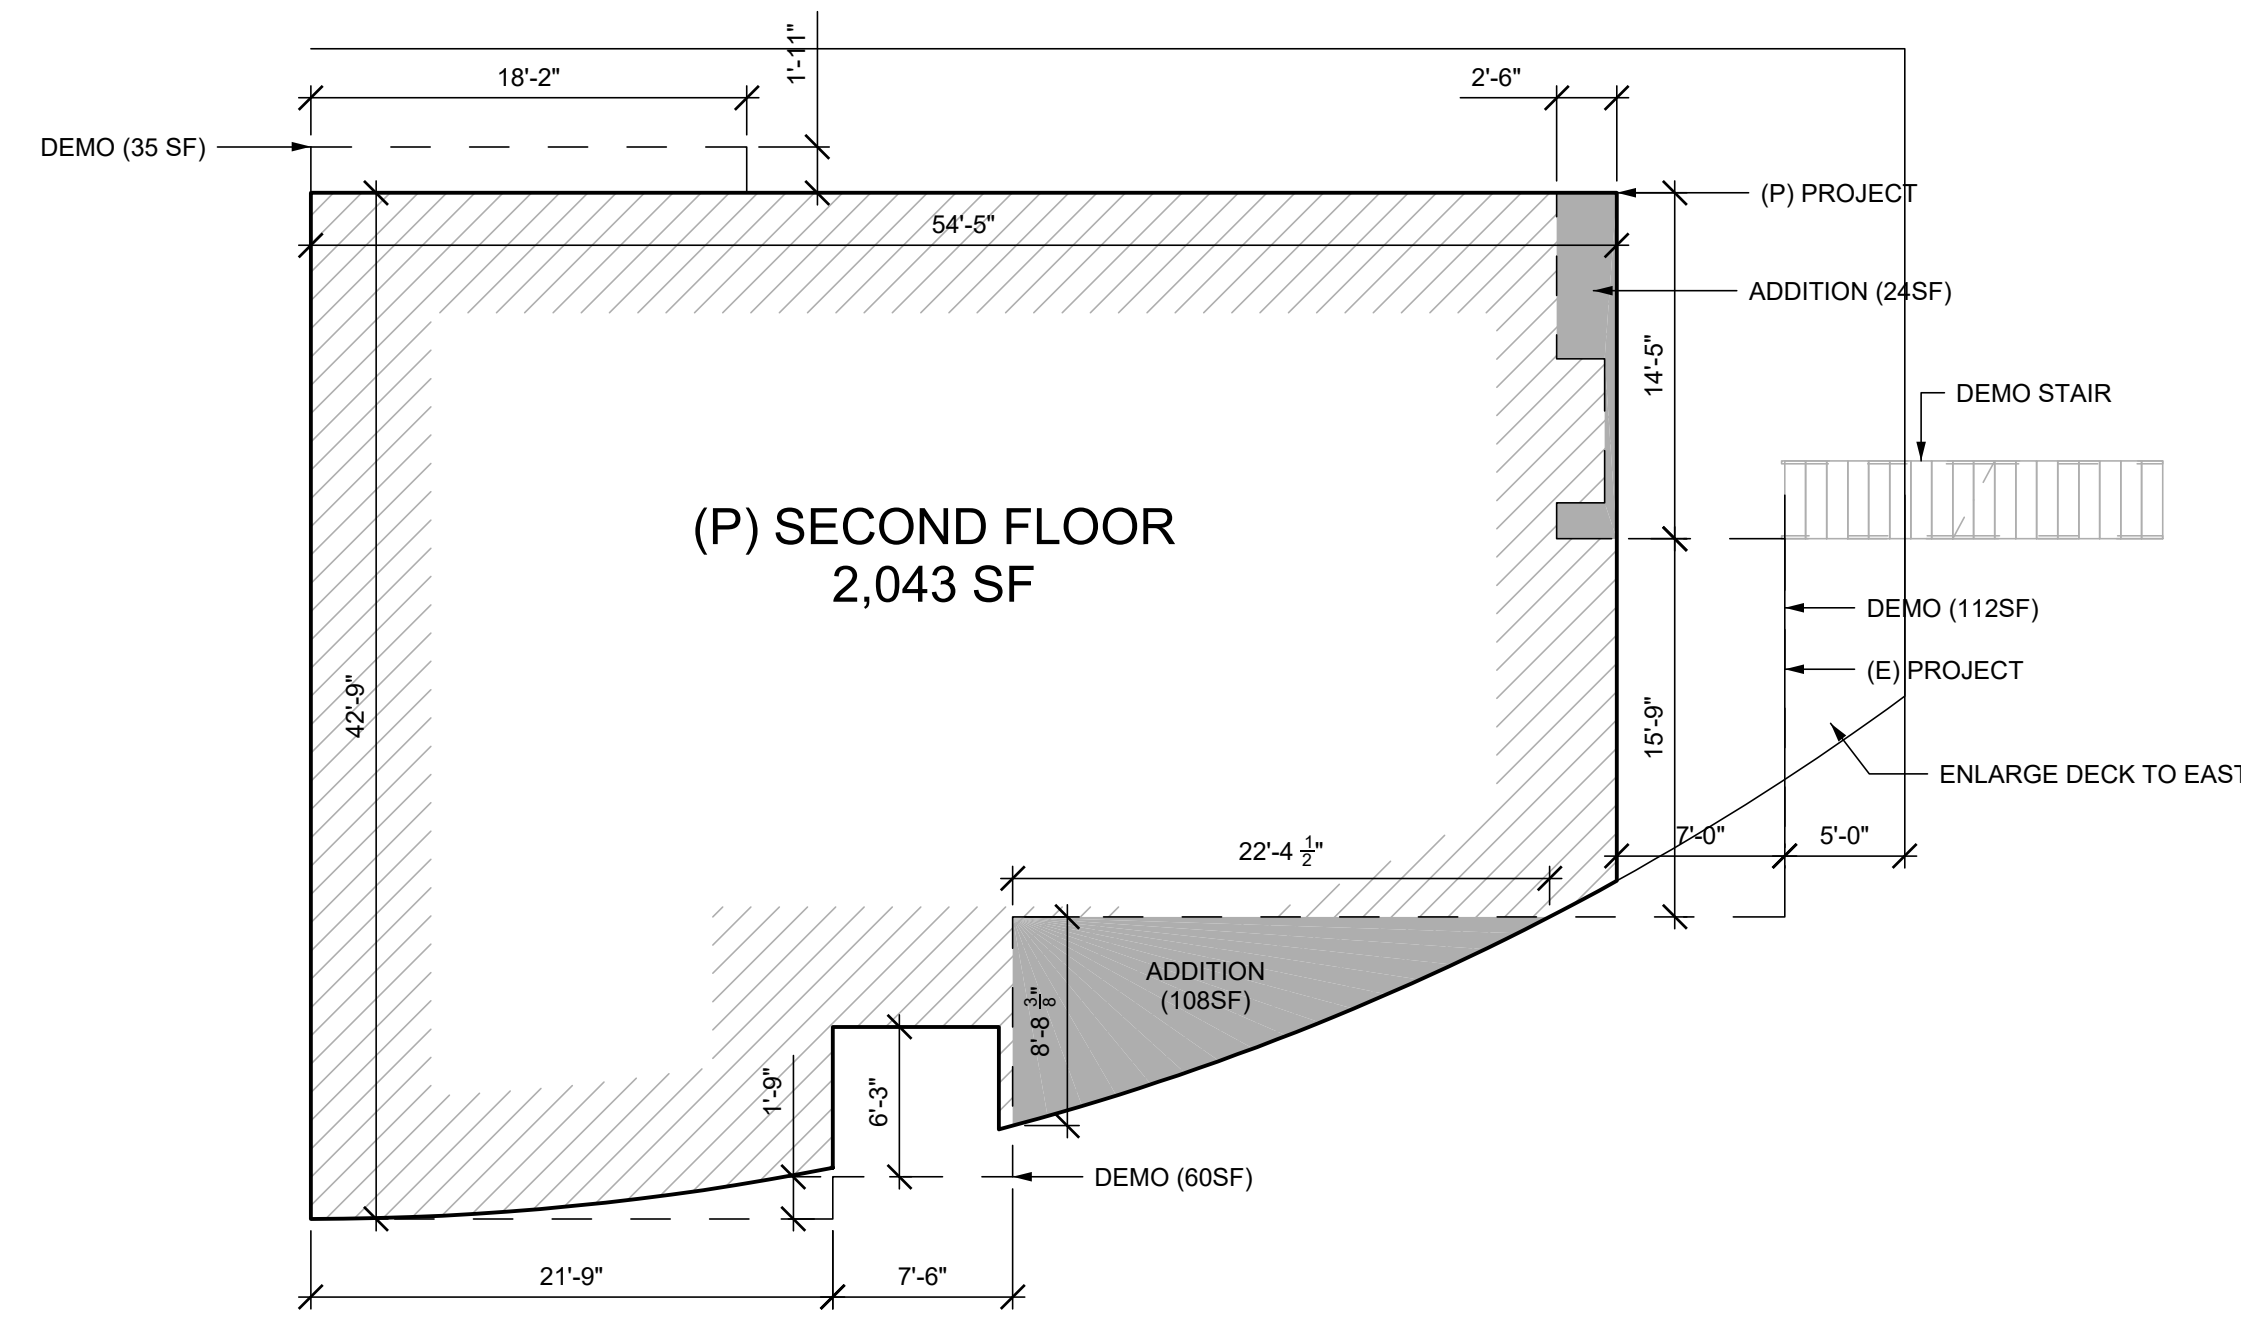 1'-11"
18'-2"
2'-6"
DEMO (35 SF)
(P) PROJECT
54'-5"
ADDITION (24SF)
14'-5"
DEMO STAIR
(P) SECOND FLOOR
2,043 SF
DEMO (112SF)
(E) PROJECT
42'-9"
15'-9"
ENLARGE DECK TO EAST
7'-0"
5'-0"
22'-4 1/2"
ADDITION
(108SF)
8'-8 3/8"
1'-9"
6'-3"
DEMO (60SF)
21'-9"
7'-6"